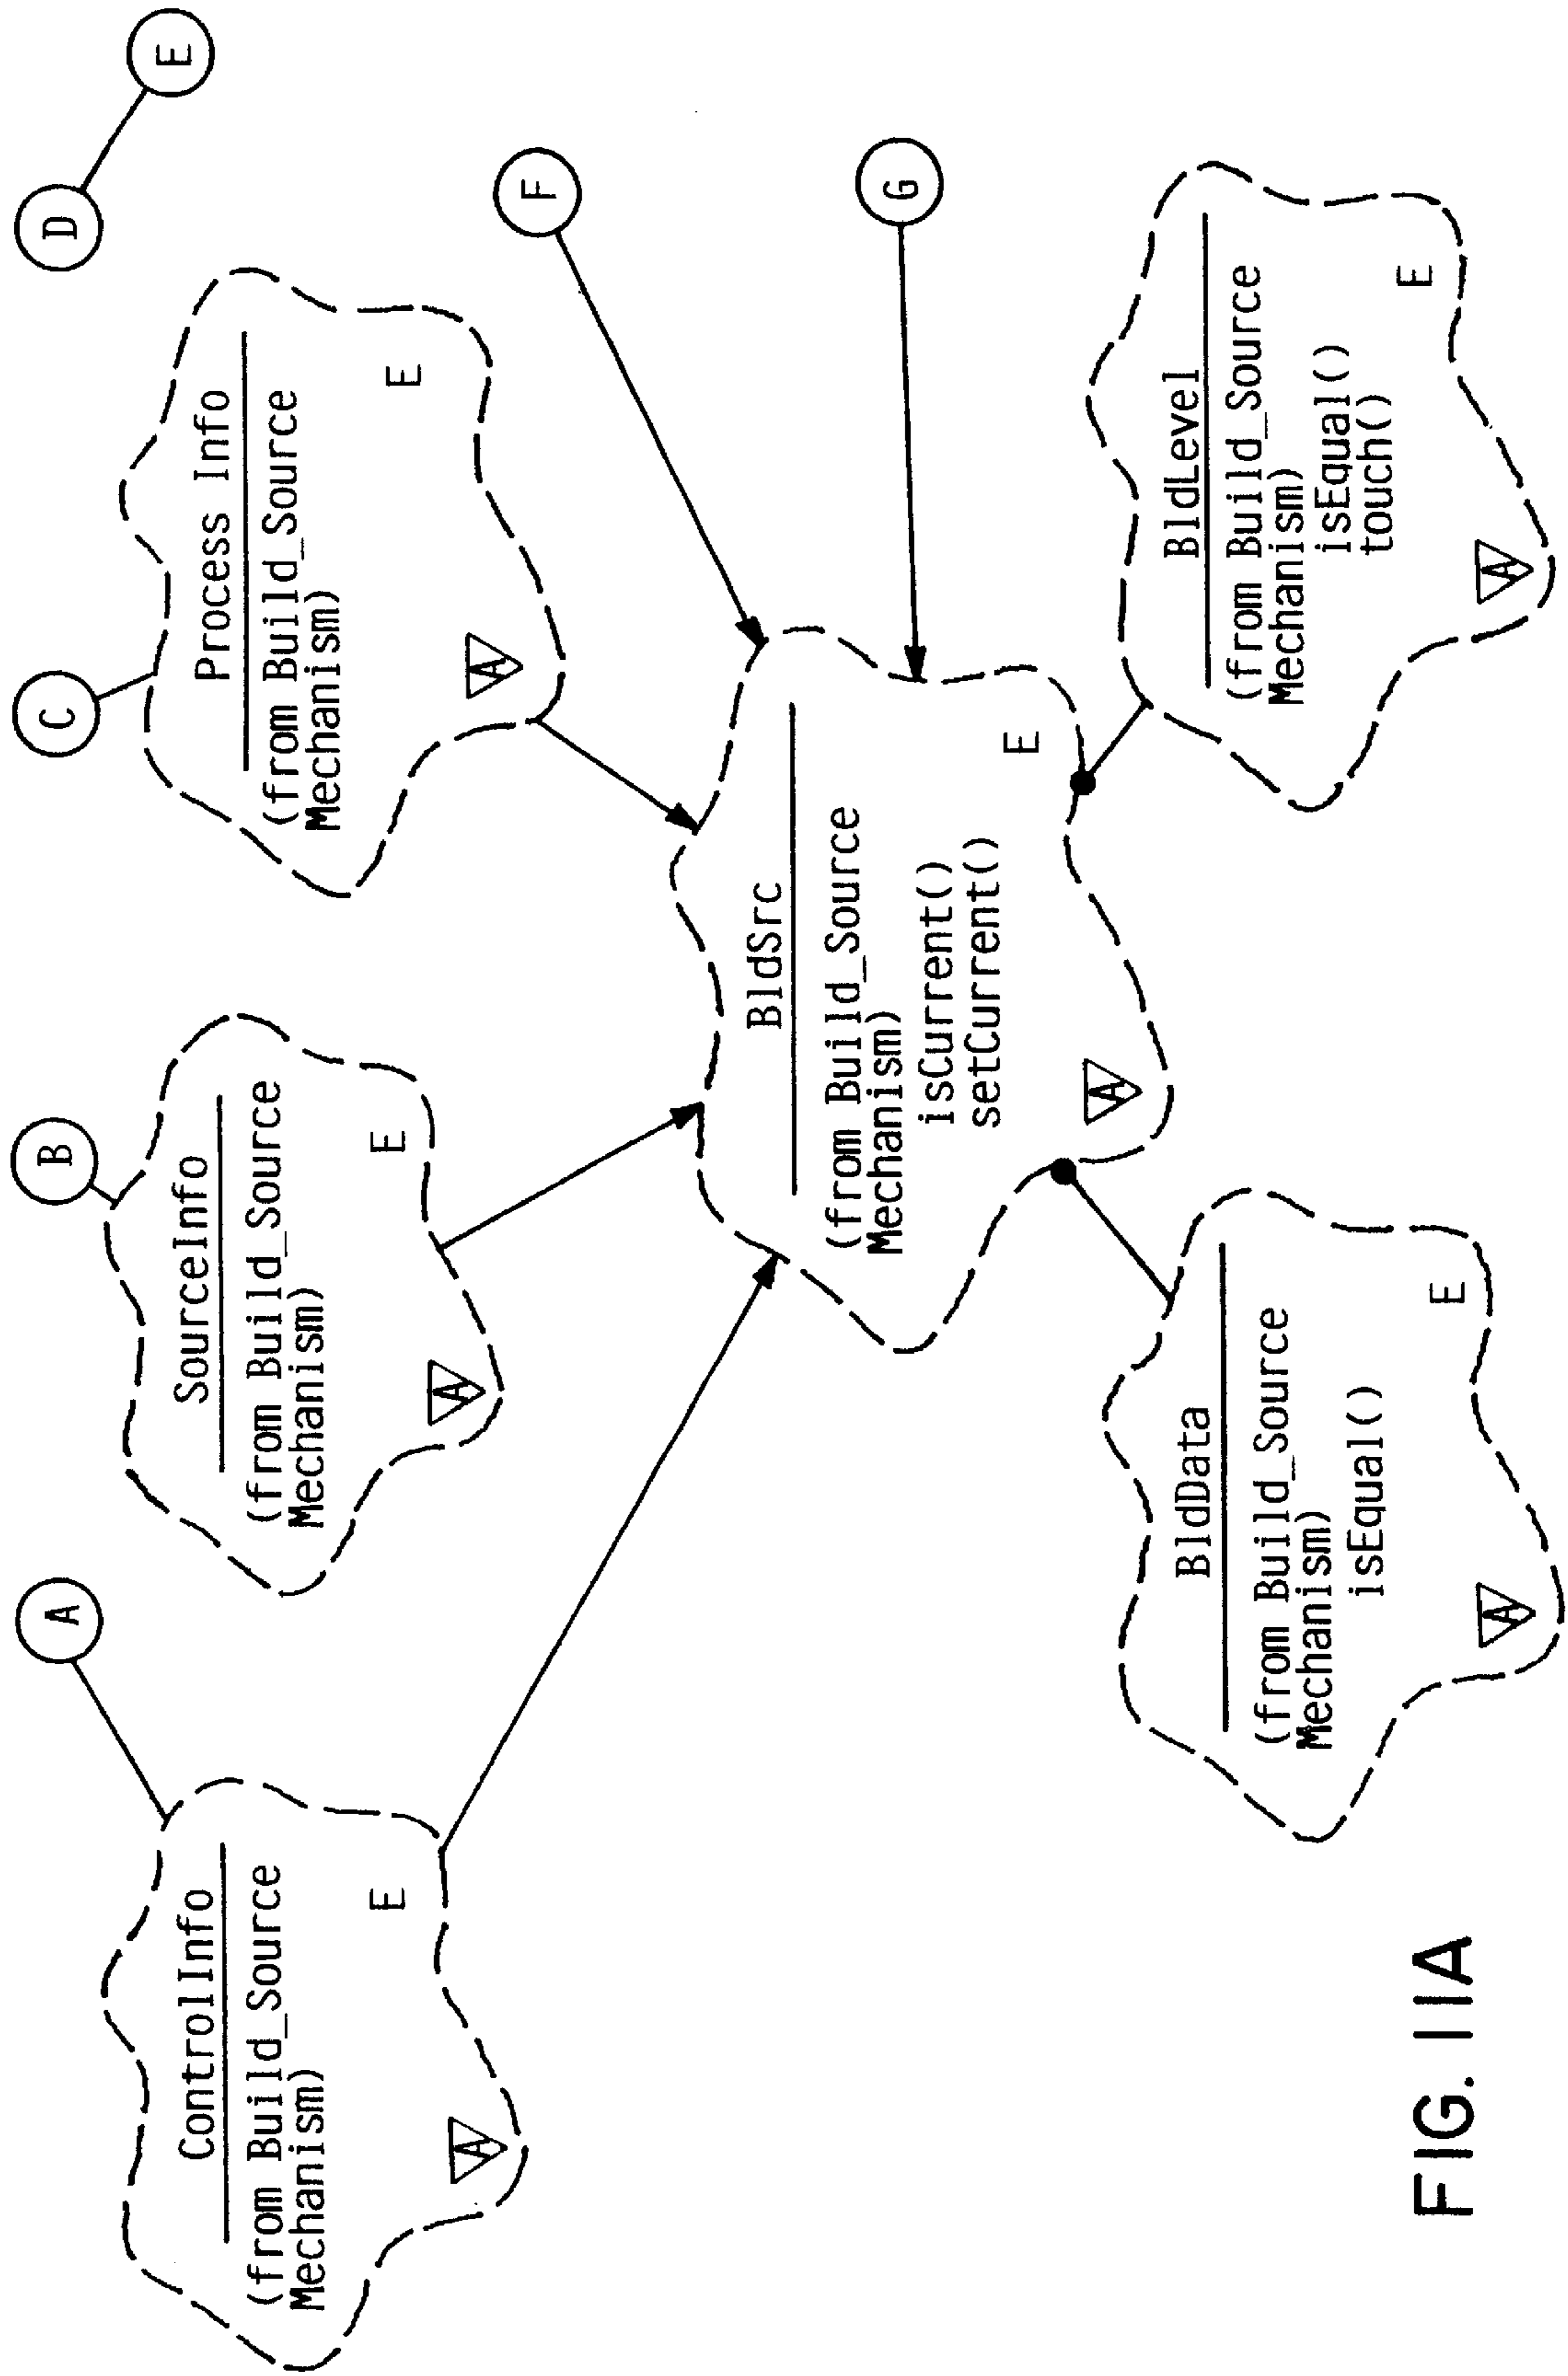 A
B
C
D
E
ControlInfo
(from Build_Source
Mechanism)
E
A
SourceInfo
(from Build_Source
Mechanism)
E
A
Process Info
(from Build_Source
Mechanism)
E
A
F
G
BldSrc
(from Build_Source
Mechanism)
isCurrent()
setCurrent()
E
A
BldData
(from Build_Source
Mechanism)
isEqual()
E
A
BldLevel
(from Build_Source
Mechanism)
isEqual()
touch()
E
A
FIG. 11A